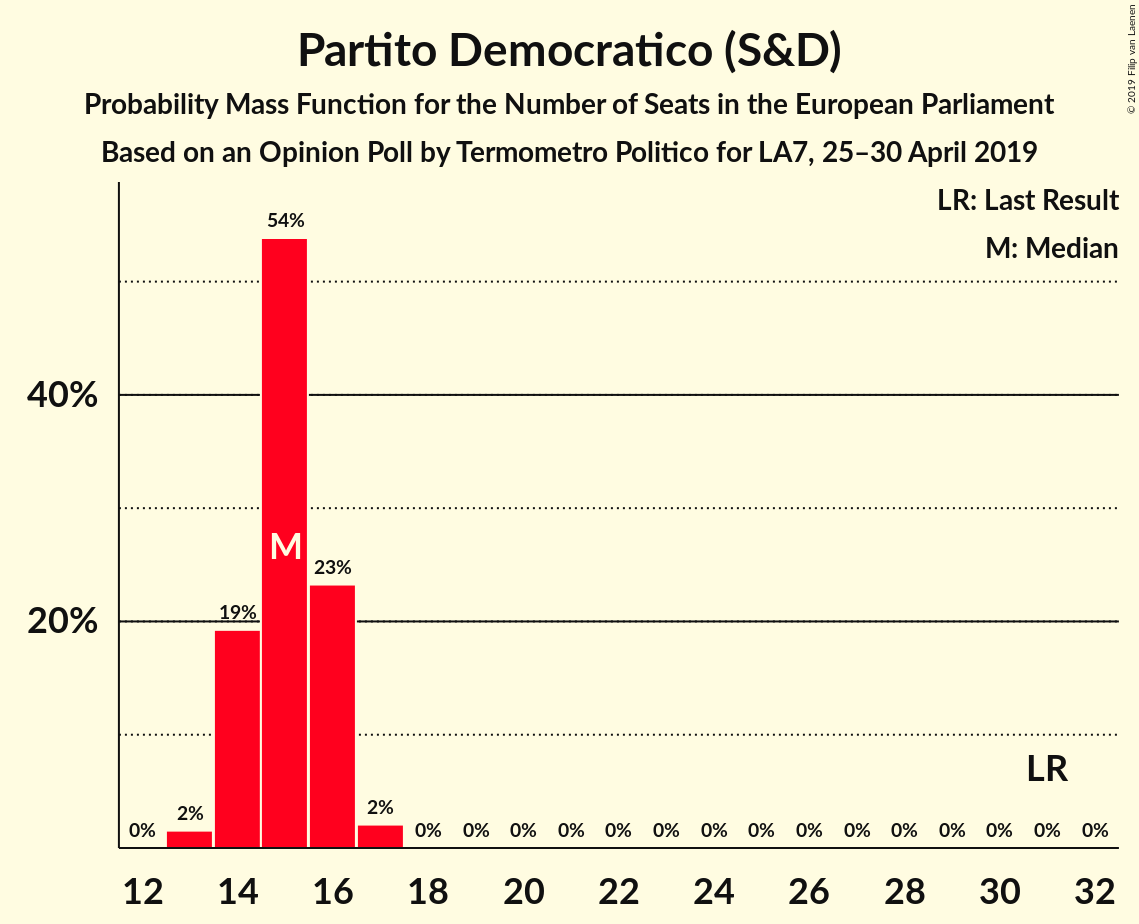 Partito Democratico (S&D)
Probability Mass Function for the Number of Seats in the European Parliament
Based on an Opinion Poll by Termometro Politico for LA7, 25–30 April 2019
© 2019 Filip van Laenen
LR: Last Result
M: Median
54%
40%
M
23%
19%
20%
LR
0% 2% 2% 0% 0% 0% 0% 0% 0% 0% 0% 0% 0% 0% 0% 0% 0% 0%
12 14 16 18 20 22 24 26 28 30 32